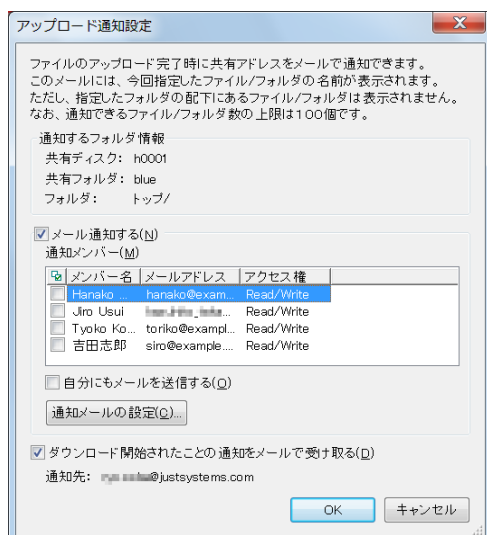 アップロード通知設定
ファイルのアップロード完了時に共有アドレスをメールで通知できます。
このメールには、今回指定したファイル/フォルダの名前が表示されます。
ただし、指定したフォルダの配下にあるファイル/フォルダは表示されません。
なお、通知できるファイル/フォルダ数の上限は100個です。
通知するフォルダ情報
共有ディスク: h0001
共有フォルダ: blue
フォルダ: トップ/
メール通知する(N)
通知メンバー(M)
メンバー名 メールアドレス アクセス権
Hanako ... hanako@exam... Read/Write
Jiro Usui Read/Write
Tyoko Ko... toriko@exampl... Read/Write
吉田志郎 siro@example.... Read/Write
自分にもメールを送信する(O)
通知メールの設定(C)...
ダウンロード開始されたことの通知をメールで受け取る(D)
通知先: @justsystems.com
OK キャンセル